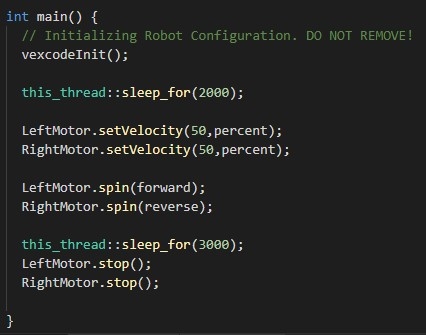 int main() {
// Initializing Robot Configuration. DO NOT REMOVE!
vexcodeInit();
this_thread::sleep_for(2000);
LeftMotor.setVelocity(50,percent);
RightMotor.setVelocity(50,percent);
LeftMotor.spin(forward);
RightMotor.spin(reverse);
this_thread::sleep_for(3000);
LeftMotor.stop();
RightMotor.stop();
}